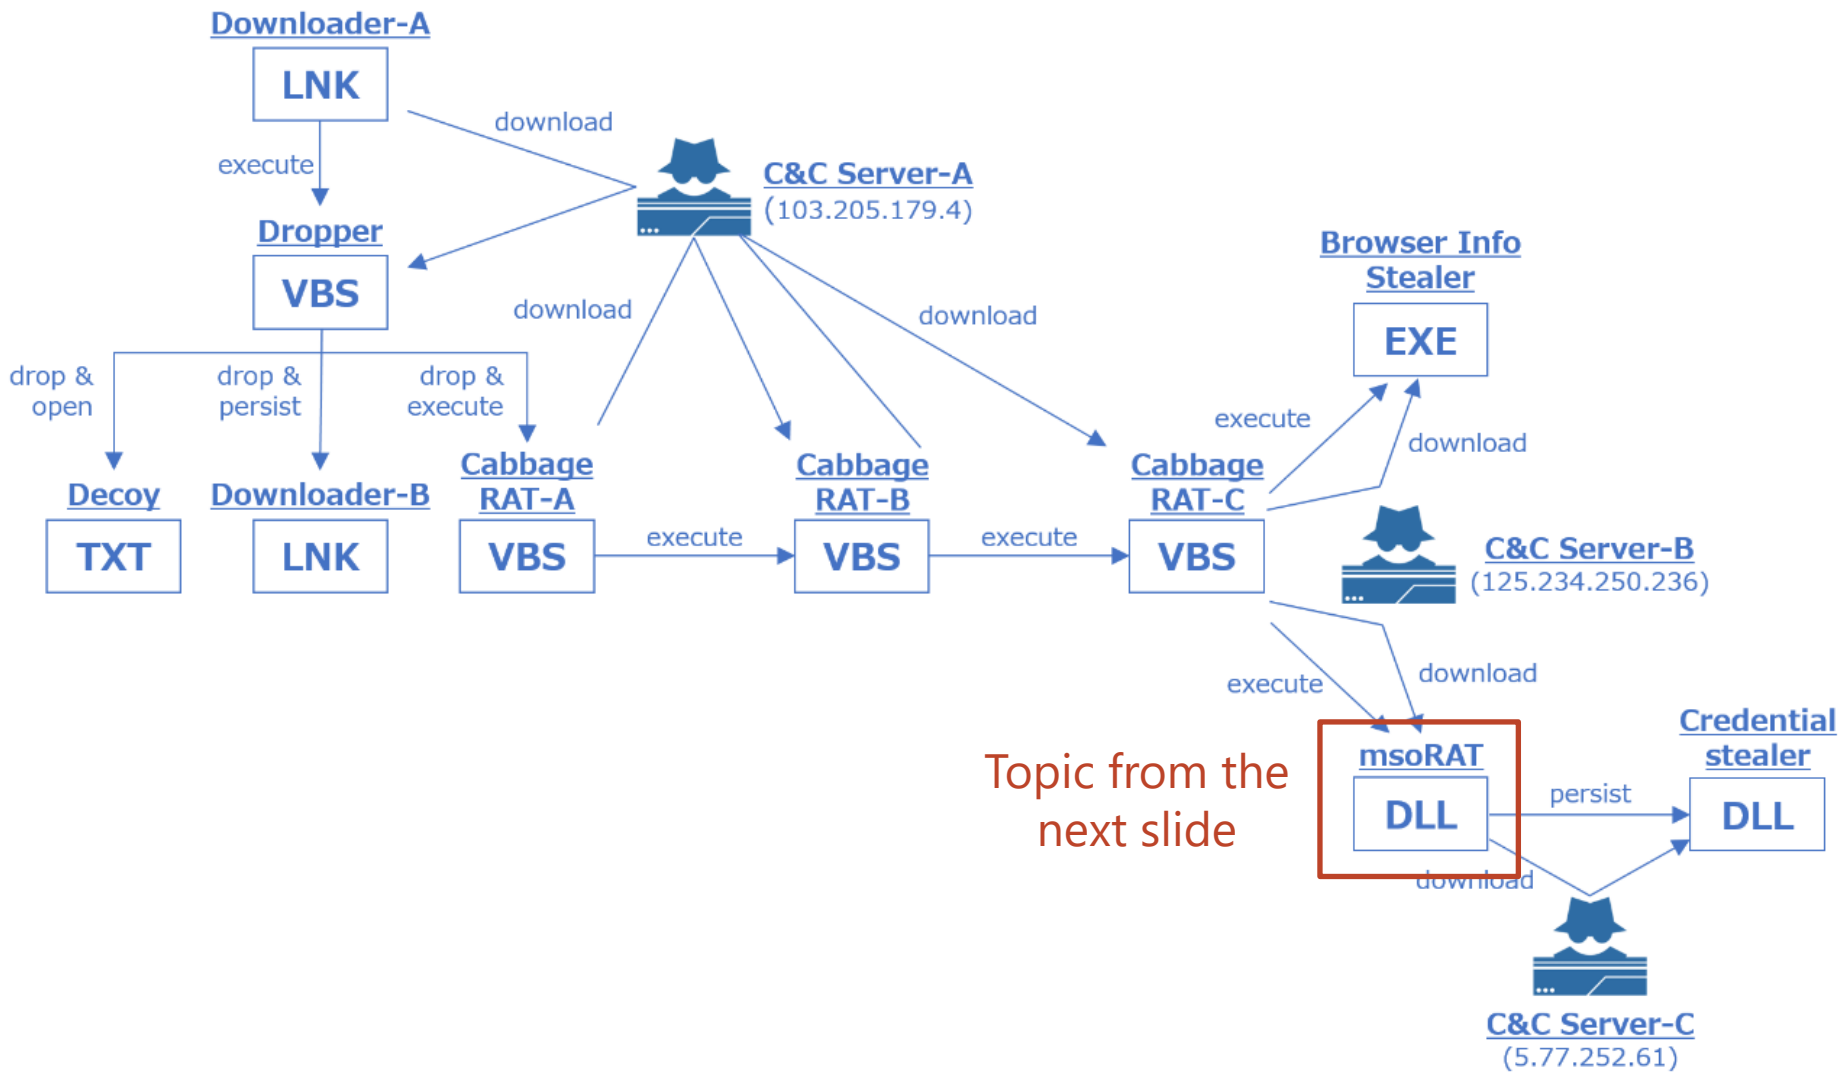 Downloader-A
LNK
download
execute
C&C Server-A
(103.205.179.4)
Dropper
VBS
Browser Info
Stealer
EXE
download
download
drop &
open
drop &
persist
drop &
execute
execute
download
Decoy
TXT
Downloader-B
LNK
Cabbage
RAT-A
VBS
execute
Cabbage
RAT-B
VBS
execute
Cabbage
RAT-C
VBS
C&C Server-B
(125.234.250.236)
execute
download
Topic from the
next slide
msoRAT
DLL
persist
download
Credential
stealer
DLL
C&C Server-C
(5.77.252.61)